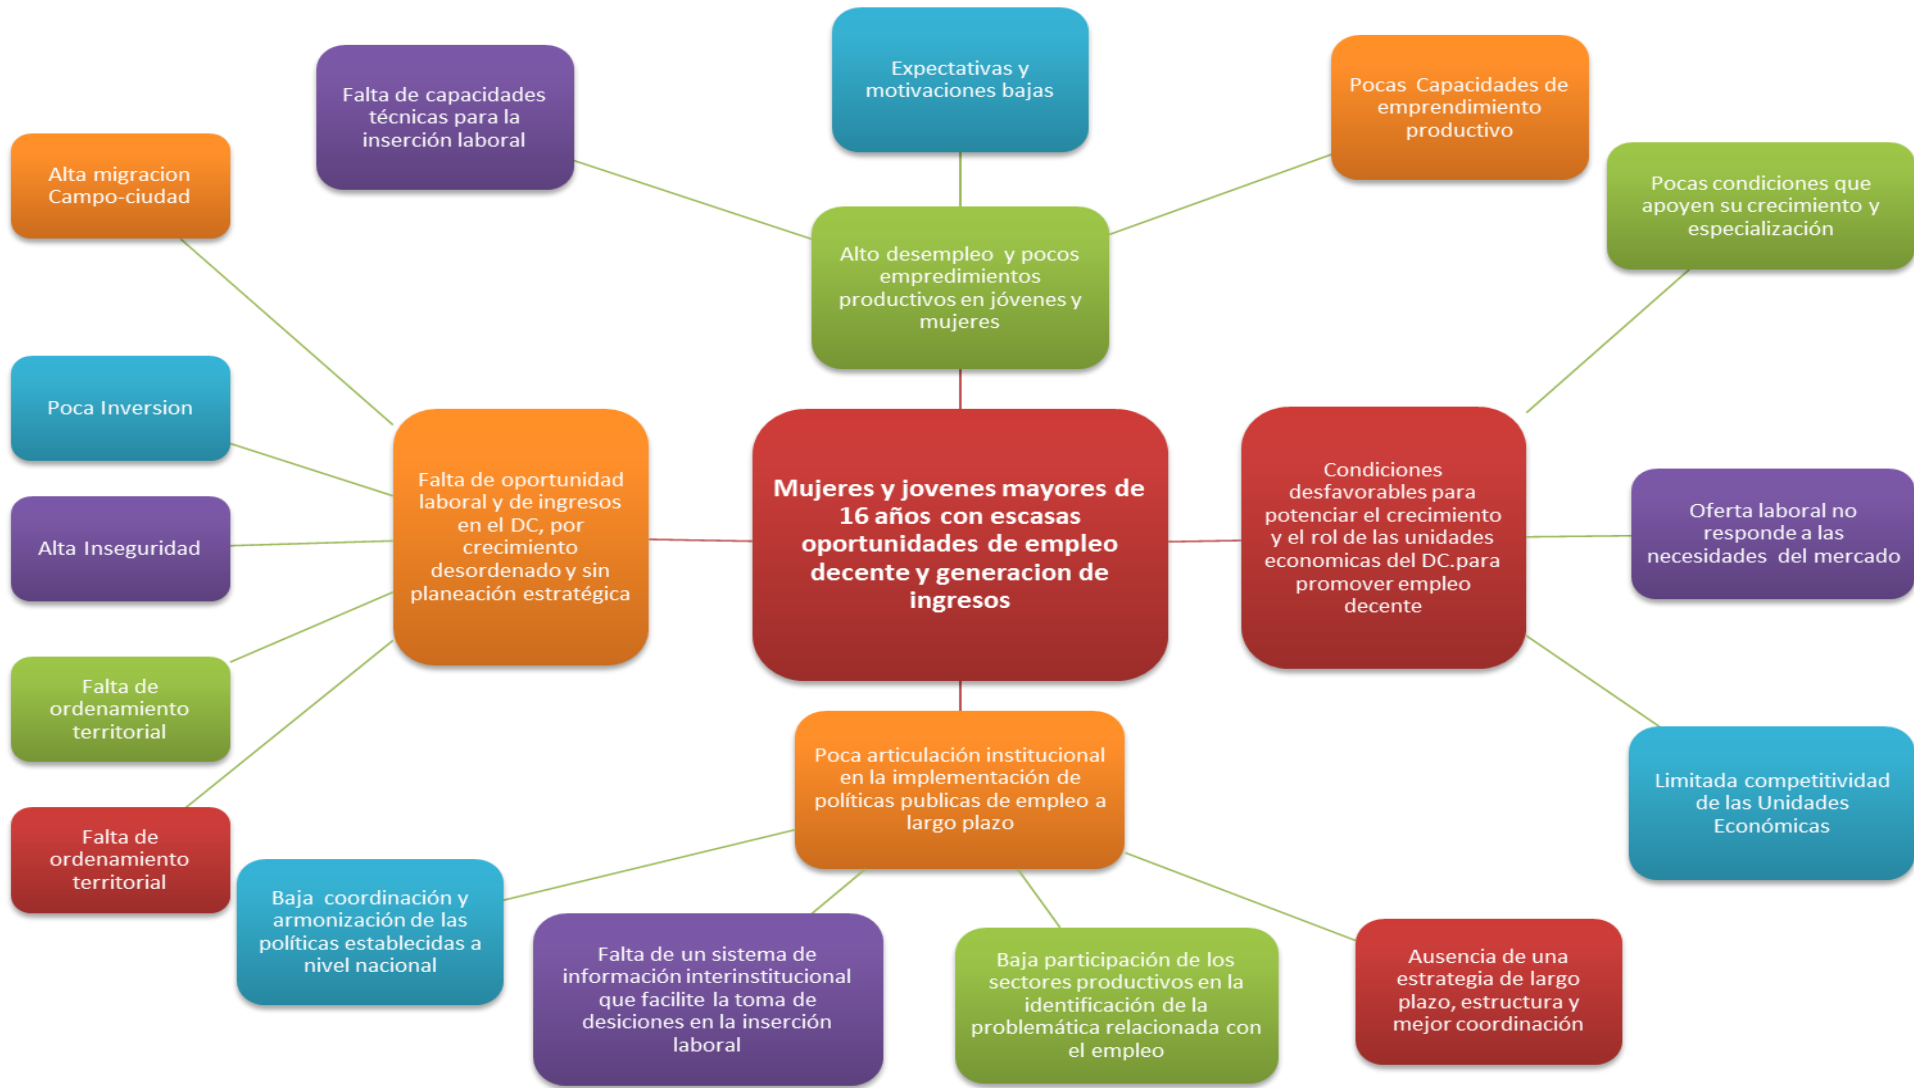 Expectativas y
motivaciones bajas
Falta de capacidades
técnicas para la
inserción laboral
Pocas Capacidades de
emprendimiento
productivo
Alta migracion
Campo-ciudad
Pocas condiciones que
apoyen su crecimiento y
especialización
Alto desempleo y pocos
empredimientos
productivos en jóvenes y
mujeres
Poca Inversion
Alta Inseguridad
Falta de
ordenamiento
territorial
Falta de
ordenamiento
territorial
Falta de oportunidad
laboral y de ingresos
en el DC, por
crecimiento
desordenado y sin
planeación estratégica
Mujeres y jovenes mayores de
16 años con escasas
oportunidades de empleo
decente y generacion de
ingresos
Condiciones
desfavorables para
potenciar el crecimiento
y el rol de las unidades
economicas del DC.para
promover empleo
decente
Oferta laboral no
responde a las
necesidades del mercado
Limitada competitividad
de las Unidades
Económicas
Poca articulación institucional
en la implementación de
políticas publicas de empleo a
largo plazo
Baja coordinación y
armonización de las
políticas establecidas a
nivel nacional
Falta de un sistema de
información interinstitucional
que facilite la toma de
desiciones en la inserción
laboral
Baja participación de los
sectores productivos en la
identificación de la
problemática relacionada con
el empleo
Ausencia de una
estrategia de largo
plazo, estructura y
mejor coordinación